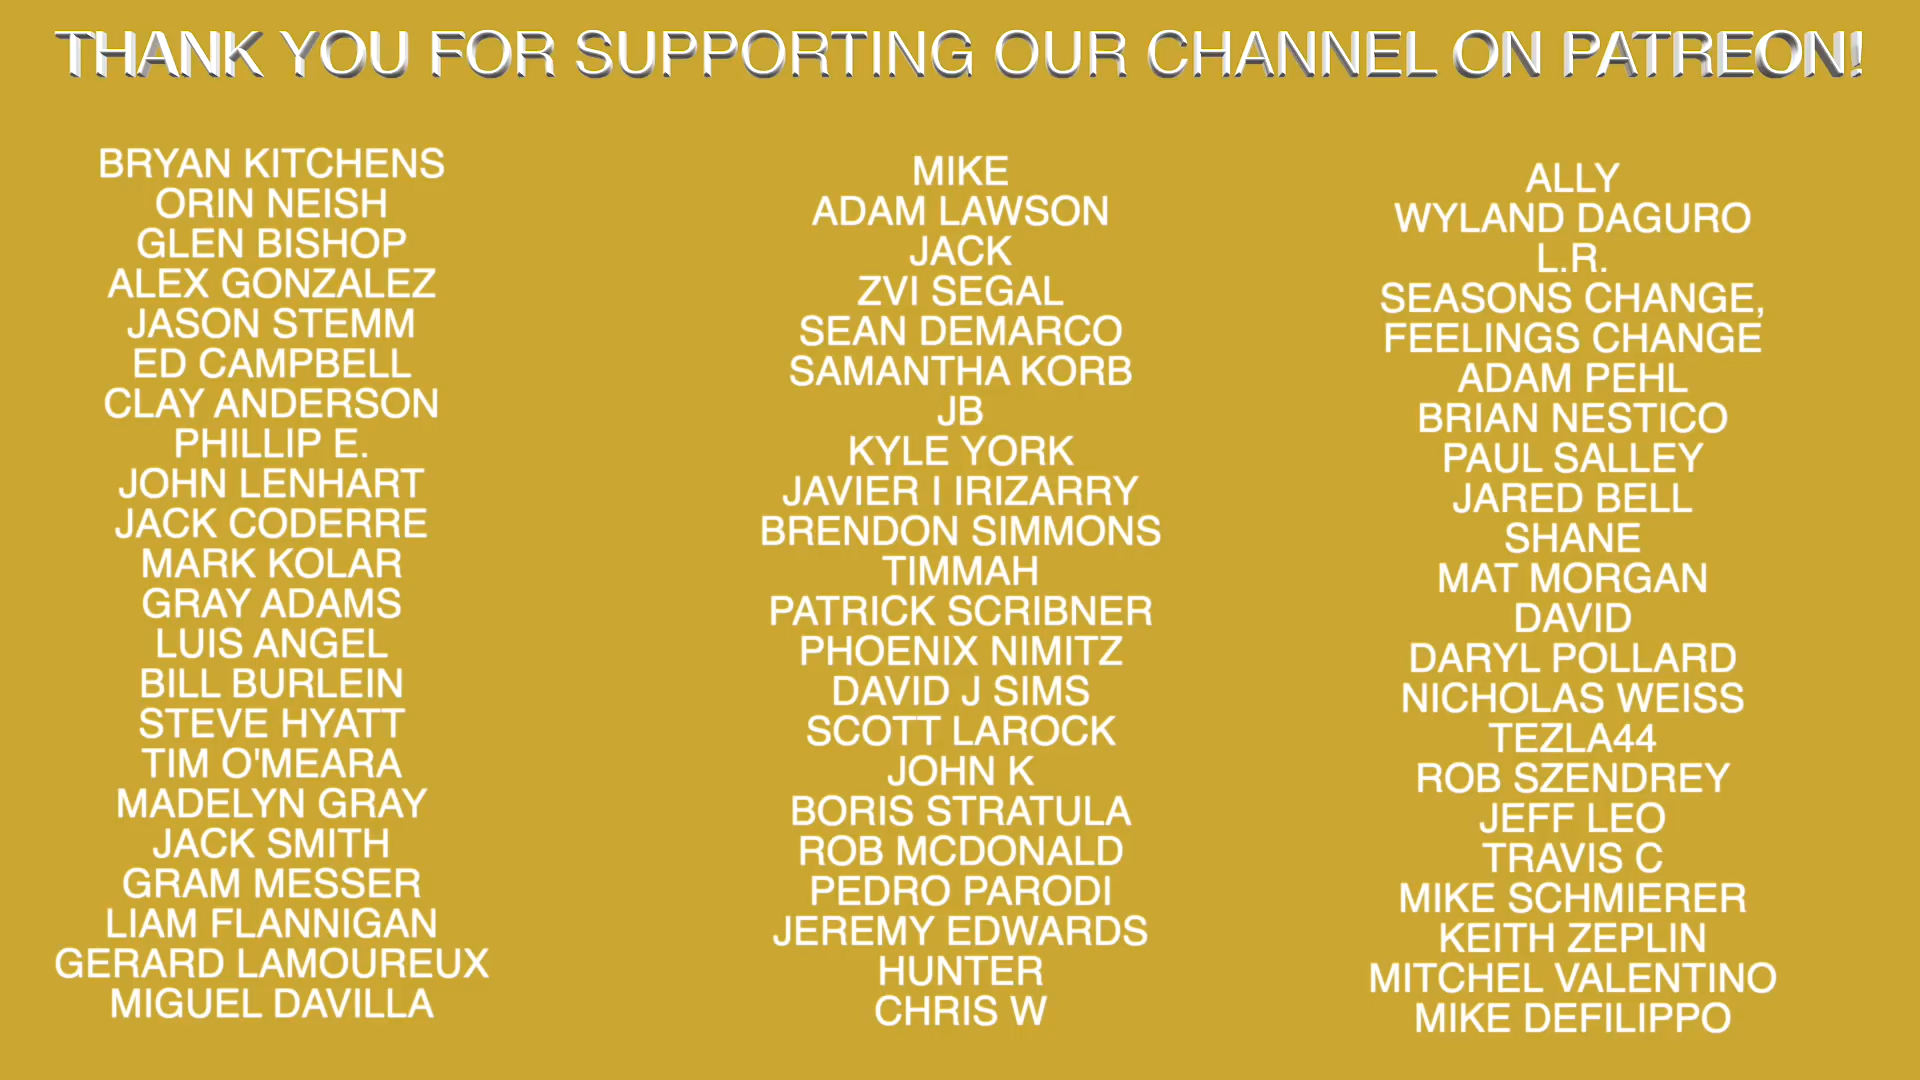 THANK YOU FOR SUPPORTING OUR CHANNEL ON PATREON!
BRYAN KITCHENS
ORIN NEISH
GLEN BISHOP
ALEX GONZALEZ
JASON STEMM
ED CAMPBELL
CLAY ANDERSON
PHILLIP E.
JOHN LENHART
JACK CODERRE
MARK KOLAR
GRAY ADAMS
LUIS ANGEL
BILL BURLEIN
STEVE HYATT
TIM O'MEARA
MADELYN GRAY
JACK SMITH
GRAM MESSER
LIAM FLANNIGAN
GERARD LAMOUREUX
MIGUEL DAVILLA
MIKE
ADAM LAWSON
JACK
ZVI SEGAL
SEAN DEMARCO
SAMANTHA KORB
JB
KYLE YORK
JAVIER I IRIZARRY
BRENDON SIMMONS
TIMMAH
PATRICK SCRIBNER
PHOENIX NIMITZ
DAVID J SIMS
SCOTT LAROCK
JOHN K
BORIS STRATULA
ROB MCDONALD
PEDRO PARODI
JEREMY EDWARDS
HUNTER
CHRIS W
ALLY
WYLAND DAGURO
L.R.
SEASONS CHANGE,
FEELINGS CHANGE
ADAM PEHL
BRIAN NESTICO
PAUL SALLEY
JARED BELL
SHANE
MAT MORGAN
DAVID
DARYL POLLARD
NICHOLAS WEISS
TEZLA44
ROB SZENDREY
JEFF LEO
TRAVIS C
MIKE SCHMIERER
KEITH ZEPLIN
MITCHEL VALENTINO
MIKE DEFILIPPO